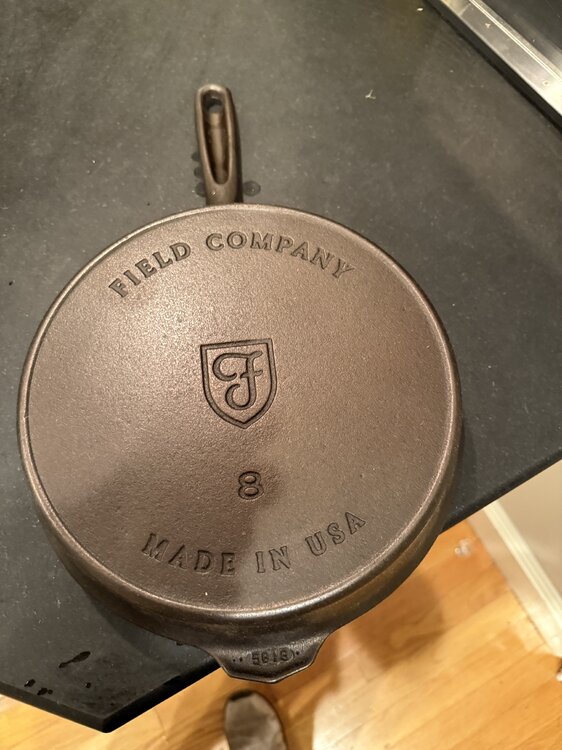 FIELD COMPANY
F
8
MADE IN USA